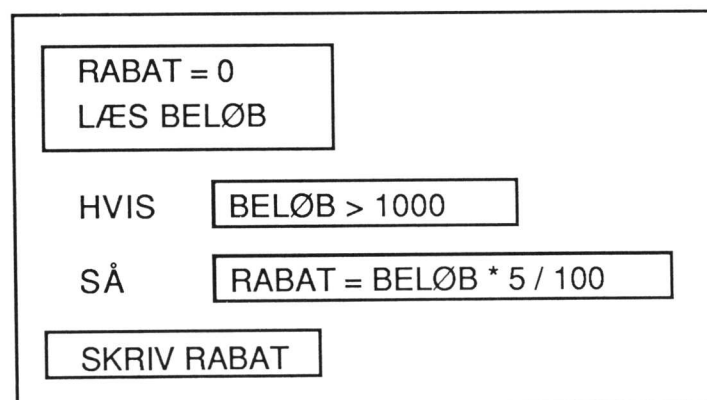 RABAT = 0
LÆS BELØB
HVIS BELØB > 1000
SÅ RABAT = BELØB * 5 / 100
SKRIV RABAT